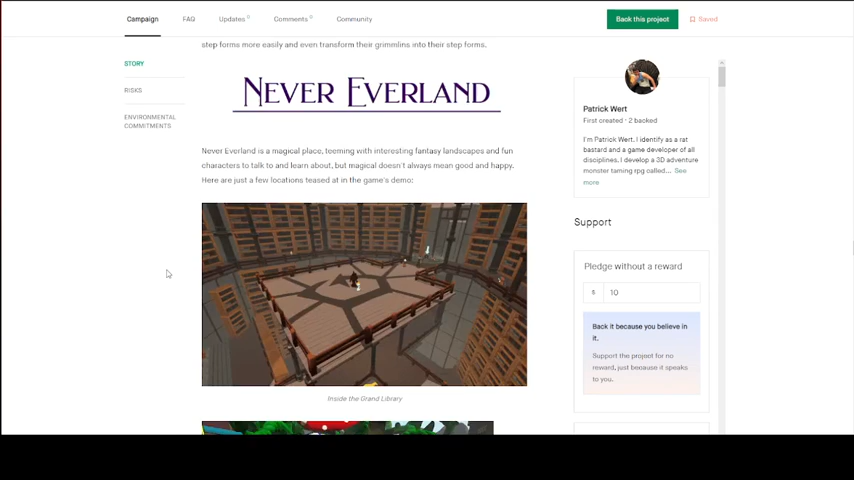 Campaign
FAQ
Updates 0
Comments 0
Community
Back this project
Saved
step forms more easily and even transform their grimmlins into their step forms.
STORY
RISKS
ENVIRONMENTAL
COMMITMENTS
NEVER EVERLAND
Never Everland is a magical place, teeming with interesting fantasy landscapes and fun
characters to talk to and learn about, but magical doesn't always mean good and happy.
Here are just a few locations teased at in the game's demo:
Inside the Grand Library
Patrick Wert
First created · 2 backed
I'm Patrick Wert. I identify as a rat
bastard and a game developer of all
disciplines. I develop a 3D adventure
monster taming rpg called... See
more
Support
Pledge without a reward
$ 10
Back it because you believe in
it.
Support the project for no
reward, just because it speaks
to you.